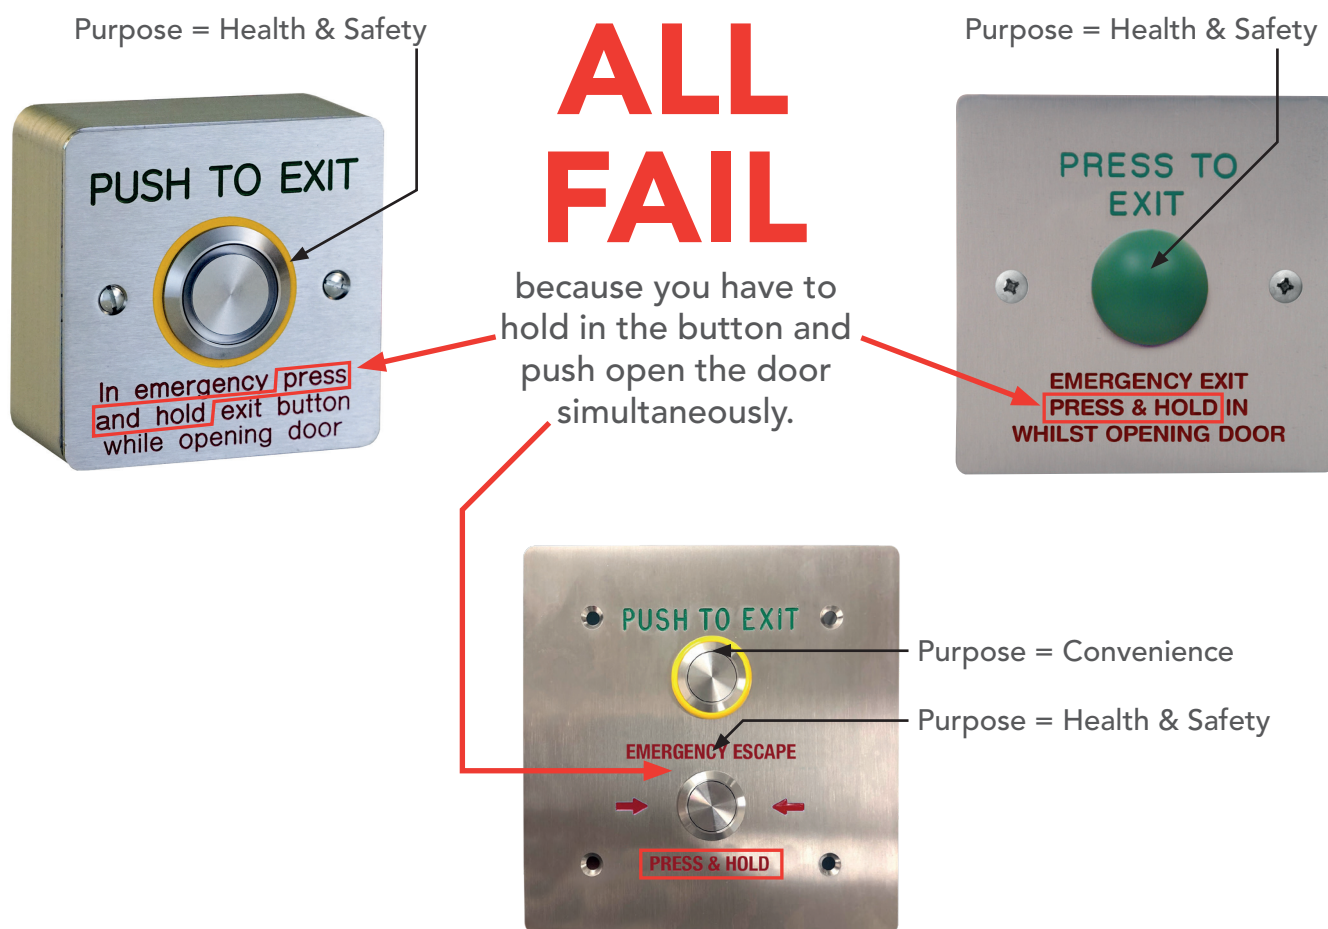 Purpose = Health & Safety
ALL
FAIL
because you have to
hold in the button and
push open the door
simultaneously.
Purpose = Health & Safety
PUSH TO EXIT
In emergency press
and hold exit button
while opening door
PRESS TO
EXIT
EMERGENCY EXIT
PRESS & HOLD IN
WHILST OPENING DOOR
PUSH TO EXiT
Purpose = Convenience
Purpose = Health & Safety
EMERGENCY ESCAPE
PRESS & HOLD